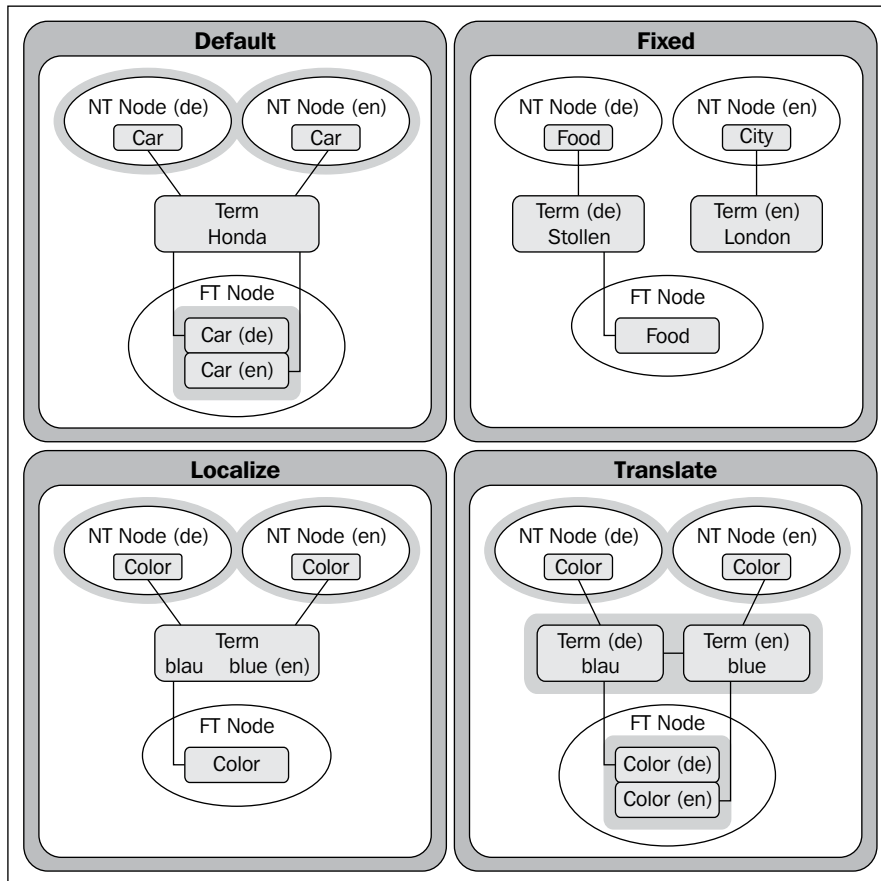 Default
NT Node (de)
Car
NT Node (en)
Car
Term
Honda
FT Node
Car (de)
Car (en)
Fixed
NT Node (de)
Food
NT Node (en)
City
Term (de)
Stollen
Term (en)
London
FT Node
Food
Localize
NT Node (de)
Color
NT Node (en)
Color
Term
blau blue (en)
FT Node
Color
Translate
NT Node (de)
Color
NT Node (en)
Color
Term (de)
blau
Term (en)
blue
FT Node
Color (de)
Color (en)